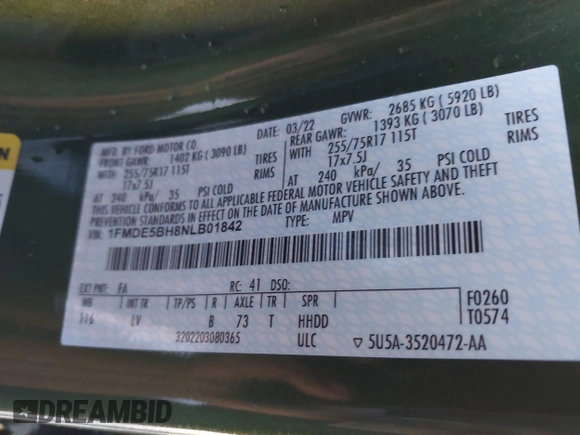 ON
MFD. BY FORD MOTOR CO.
DATE: 03/22 GVWR: 2685 KG ( 5920 LB)
FRONT GAWR: 1402 KG ( 3090 LB)
REAR GAWR: 1393 KG ( 3070 LB)
WITH 255/75R17 115T TIRES
17x7.5J RIMS
AT 240 kPa/ 35 PSI COLD
WITH 255/75R17 115T TIRES
17x7.5J RIMS
AT 240 kPa/ 35 PSI COLD
THIS VEHICLE CONFORMS TO ALL APPLICABLE FEDERAL MOTOR VEHICLE SAFETY AND THEFT
PREVENTION STANDARDS IN EFFECT ON THE DATE OF MANUFACTURE SHOWN ABOVE.
VIN: 1FMDE5BH8NLB01842 TYPE: MPV
EXT PNT: FA RC: 41 DSO:
WB INT TR TP/PS R AXLE TR SPR
116 LV B 73 T HHDD
F0260
T0574
3202203080365 ULC ▽ 5U5A-3520472-AA
DREAMBID